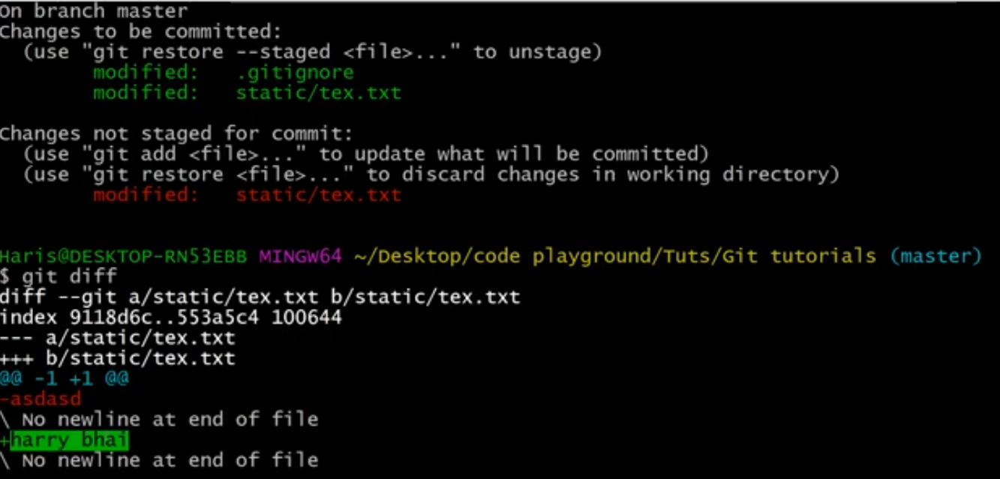 On branch master
Changes to be committed:
  (use "git restore --staged <file>..." to unstage)
        modified:   .gitignore
        modified:   static/tex.txt

Changes not staged for commit:
  (use "git add <file>..." to update what will be committed)
  (use "git restore <file>..." to discard changes in working directory)
        modified:   static/tex.txt

Haris@DESKTOP-RN53EBB MINGW64 ~/Desktop/code playground/Tuts/Git tutorials (master)
$ git diff
diff --git a/static/tex.txt b/static/tex.txt
index 9118d6c..553a5c4 100644
--- a/static/tex.txt
+++ b/static/tex.txt
@@ -1 +1 @@
-asdasd
\ No newline at end of file
+harry bhai
\ No newline at end of file